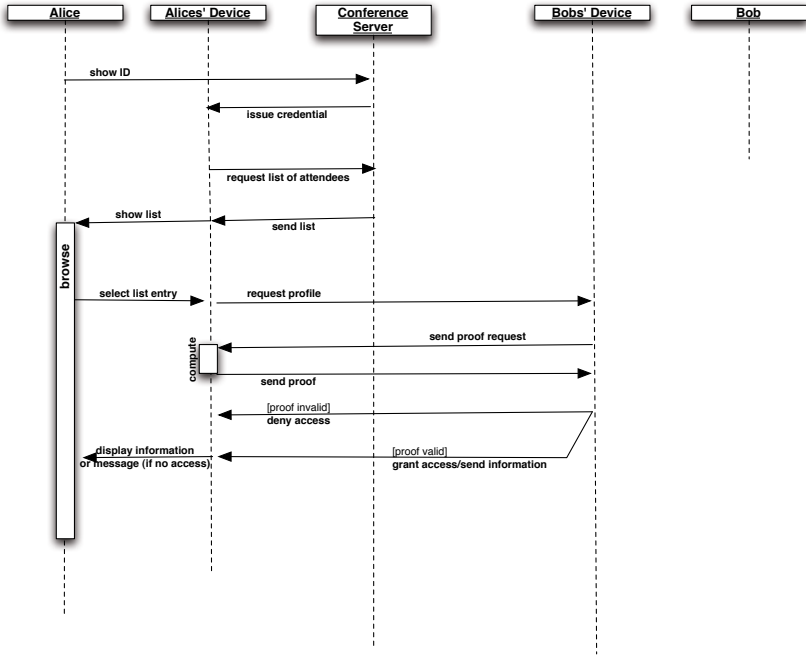 Alice
Alices' Device
Conference
Server
Bobs' Device
Bob
show ID
issue credential
request list of attendees
show list
send list
browse
select list entry
request profile
send proof request
compute
send proof
[proof invalid]
deny access
display information
or message (if no access)
[proof valid]
grant access/send information